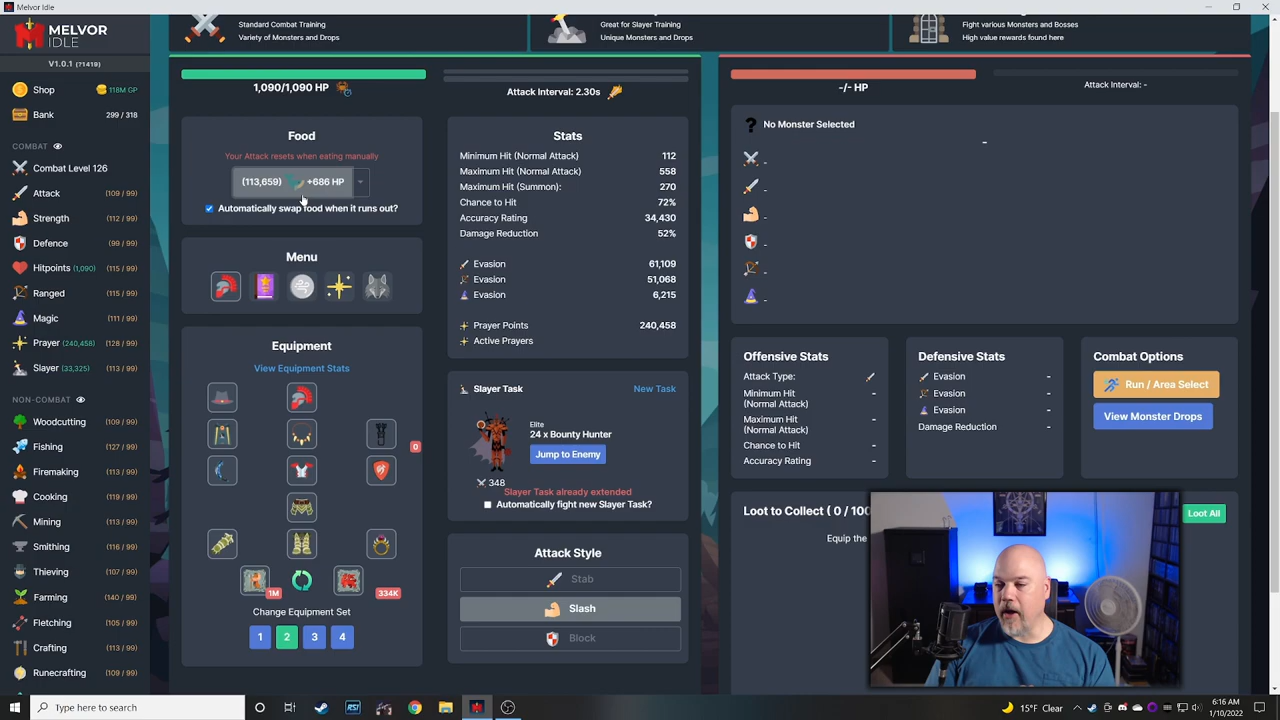 Melvor Idle
MELVOR
IDLE
V1.0.1 (?1419)
Shop
118M GP
Bank
299 / 318
COMBAT
Combat Level 126
Attack
(109 / 99)
Strength
(112 / 99)
Defence
(99 / 99)
Hitpoints (1,090)
(115 / 99)
Ranged
(115 / 99)
Magic
(111 / 99)
Prayer (240,458)
(128 / 99)
Slayer (33,325)
(113 / 99)
NON-COMBAT
Woodcutting
(107 / 99)
Fishing
(127 / 99)
Firemaking
(113 / 99)
Cooking
(119 / 99)
Mining
(113 / 99)
Smithing
(116 / 99)
Thieving
(107 / 99)
Farming
(140 / 99)
Fletching
(105 / 99)
Crafting
(113 / 99)
Runecrafting
(109 / 99)
Standard Combat Training
Variety of Monsters and Drops
Great for Slayer Training
Unique Monsters and Drops
Fight various Monsters and Bosses
High value rewards found here
1,090/1,090 HP
Attack Interval: 2.30s
Food
Your Attack resets when eating manually
(113,659) +686 HP
Automatically swap food when it runs out?
Menu
Equipment
View Equipment Stats
0
1M
334K
Change Equipment Set
1 2 3 4
Stats
Minimum Hit (Normal Attack) 112
Maximum Hit (Normal Attack) 558
Maximum Hit (Summon): 270
Chance to Hit 72%
Accuracy Rating 34,430
Damage Reduction 52%
Evasion 61,109
Evasion 51,068
Evasion 6,215
Prayer Points 240,458
Active Prayers
Slayer Task
New Task
Elite
24 x Bounty Hunter
Jump to Enemy
348
Slayer Task already extended
Automatically fight new Slayer Task?
Attack Style
Stab
Slash
Block
-/- HP
Attack Interval: -
? No Monster Selected
-
-
-
-
-
-
-
Offensive Stats
Attack Type:
Minimum Hit
(Normal Attack) -
Maximum Hit
(Normal Attack) -
Chance to Hit -
Accuracy Rating -
Defensive Stats
Evasion -
Evasion -
Evasion -
Damage Reduction -
Combat Options
Run / Area Select
View Monster Drops
Loot to Collect ( 0 / 100
Loot All
Equip the
Type here to search
RSI
15°F Clear
6:16 AM
1/10/2022